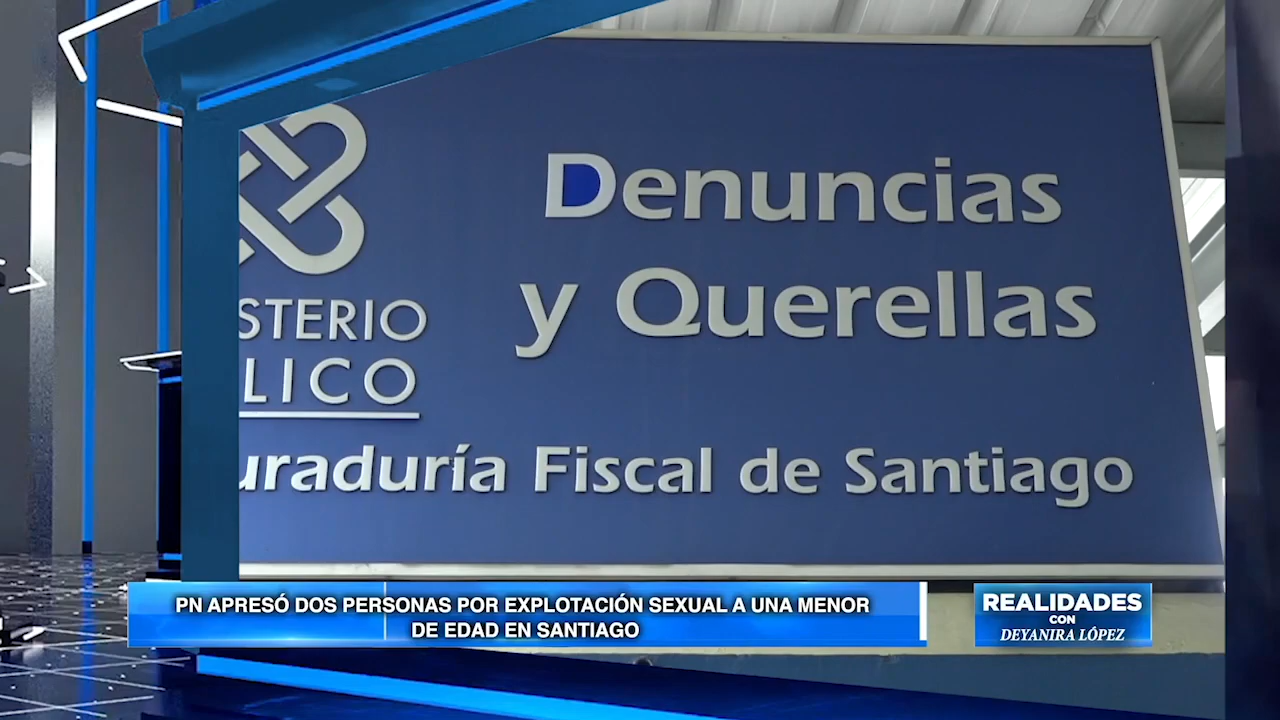 Denuncias
y Querellas
STERIO
LICO
uraduría Fiscal de Santiago
PN APRESÓ DOS PERSONAS POR EXPLOTACIÓN SEXUAL A UNA MENOR
DE EDAD EN SANTIAGO
REALIDADES
CON
DEYANIRA LÓPEZ